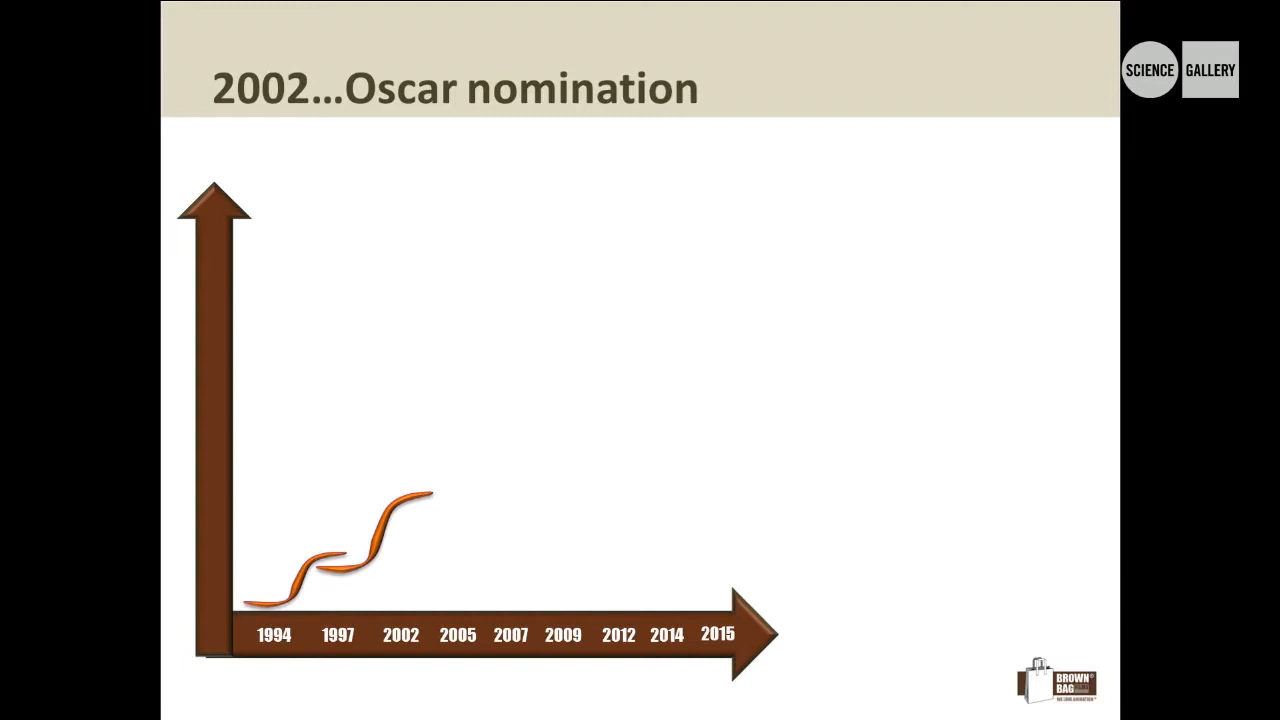 2002...Oscar nomination
SCIENCE GALLERY
1994 1997 2002 2005 2007 2009 2012 2014 2015
BROWN
BAG